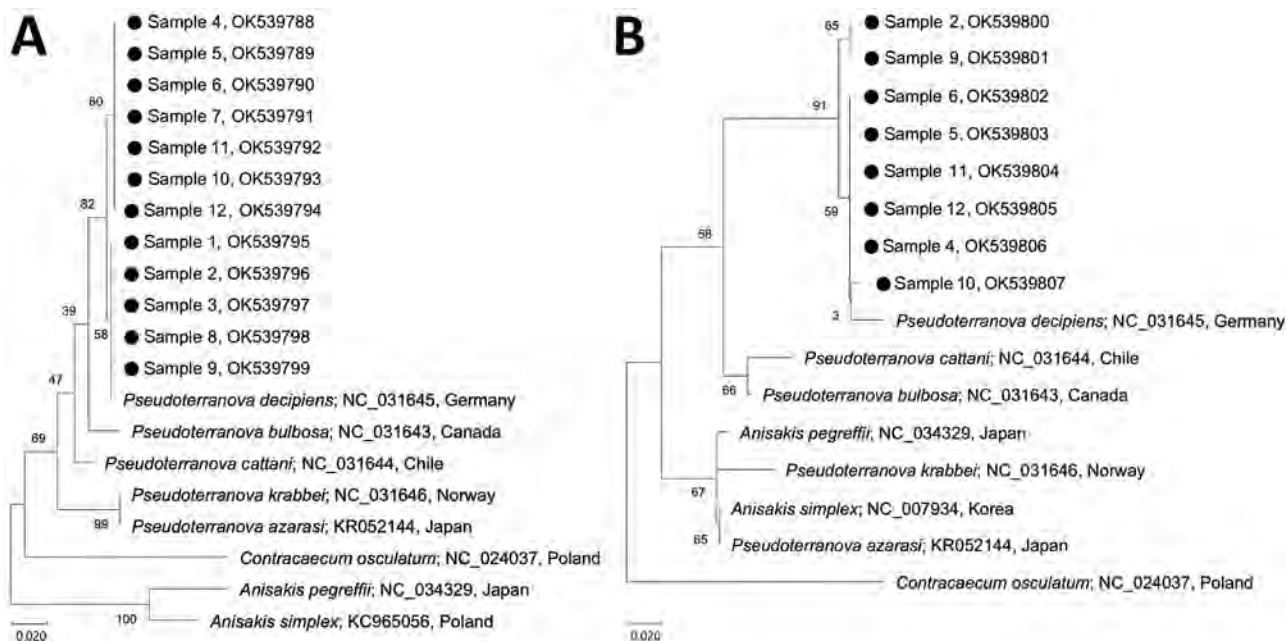 A
Sample 4, OK539788
Sample 5, OK539789
60
Sample 6, OK539790
Sample 7, OK539791
Sample 11, OK539792
Sample 10, OK539793
82
Sample 12, OK539794
Sample 1, OK539795
Sample 2, OK539796
Sample 3, OK539797
39
58
Sample 8, OK539798
Sample 9, OK539799
47
Pseudoterranova decipiens; NC_031645, Germany
Pseudoterranova bulbosa; NC_031643, Canada
Pseudoterranova cattani; NC_031644, Chile
Pseudoterranova krabbei; NC_031646, Norway
99
Pseudoterranova azarasi; KR052144, Japan
Contracaecum osculatum; NC_024037, Poland
Anisakis pegreffii; NC_034329, Japan
100
Anisakis simplex; KC965056, Poland
0.020
B
65
Sample 2, OK539800
Sample 9, OK539801
91
Sample 6, OK539802
Sample 5, OK539803
Sample 11, OK539804
59
Sample 12, OK539805
58
Sample 4, OK539806
Sample 10, OK539807
3
Pseudoterranova decipiens; NC_031645, Germany
Pseudoterranova cattani; NC_031644, Chile
66
Pseudoterranova bulbosa; NC_031643, Canada
Anisakis pegreffii; NC_034329, Japan
Pseudoterranova krabbei; NC_031646, Norway
67
Anisakis simplex; NC_007934, Korea
65
Pseudoterranova azarasi; KR052144, Japan
Contracaecum osculatum; NC_024037, Poland
0.020